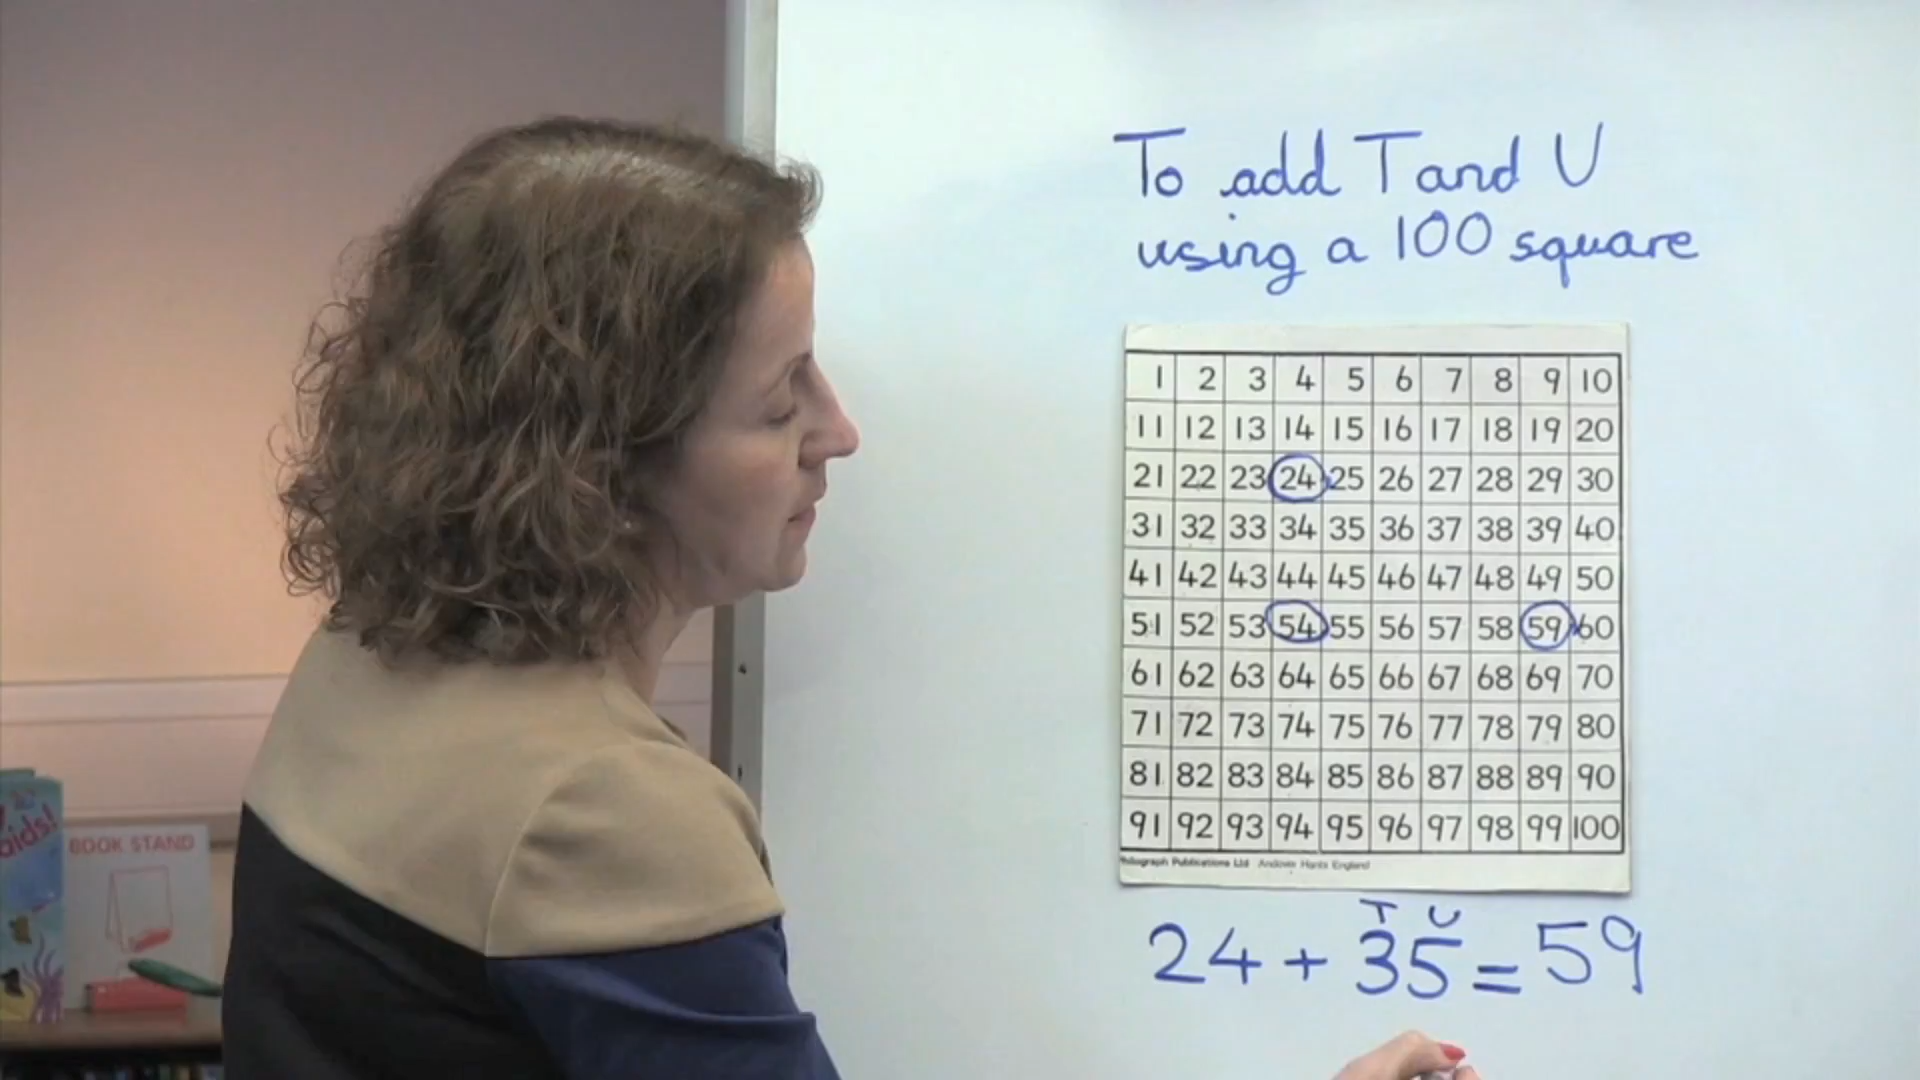 To add T and U
using a 100 square
1 2 3 4 5 6 7 8 9 10
11 12 13 14 15 16 17 18 19 20
21 22 23 24 25 26 27 28 29 30
31 32 33 34 35 36 37 38 39 40
41 42 43 44 45 46 47 48 49 50
51 52 53 54 55 56 57 58 59 60
61 62 63 64 65 66 67 68 69 70
71 72 73 74 75 76 77 78 79 80
81 82 83 84 85 86 87 88 89 90
91 92 93 94 95 96 97 98 99 100
Publications Ltd Andover Hants England
T U
24 + 35 = 59
BOOK STAND